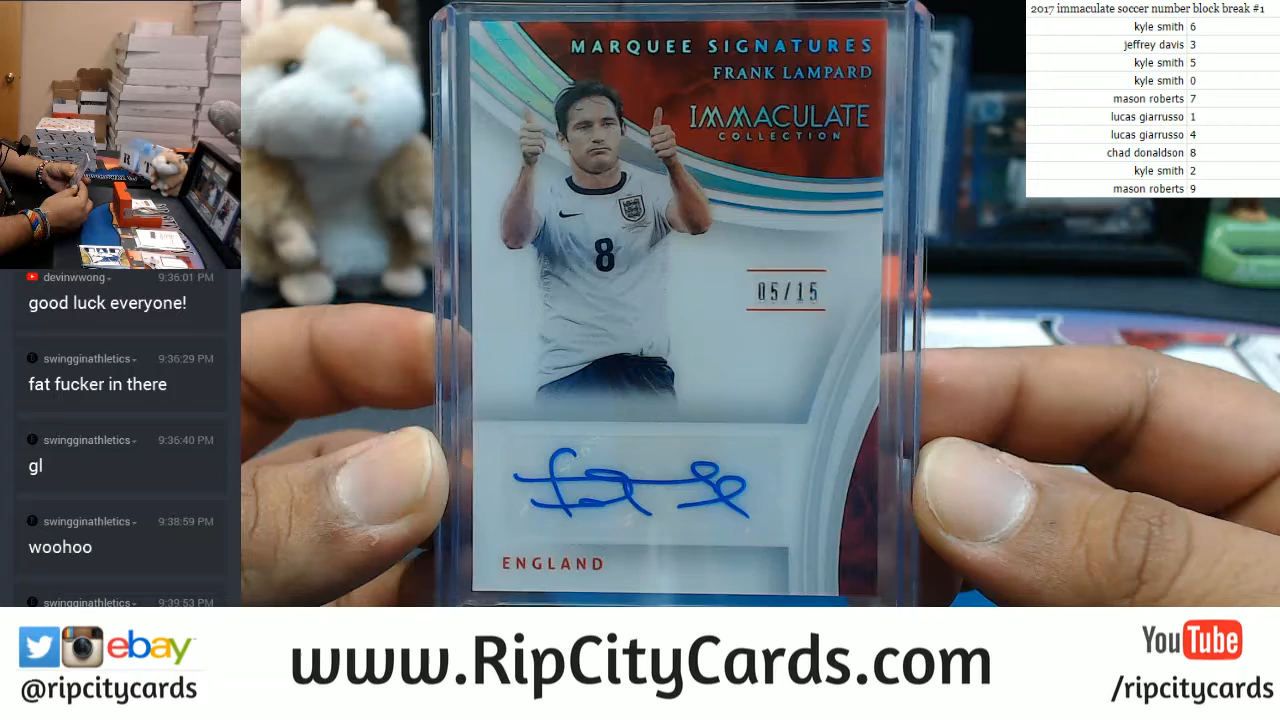 2017 immaculate soccer number block break #1
kyle smith 6
jeffrey davis 3
kyle smith 5
kyle smith 0
mason roberts 7
lucas giarrusso 1
lucas giarrusso 4
chad donaldson 8
kyle smith 2
mason roberts 9
MARQUEE SIGNATURES
FRANK LAMPARD
IMMACULATE
COLLECTION
8
05/15
ENGLAND
devinwwong 9:36:01 PM
good luck everyone!
swingginathletics 9:36:29 PM
fat fucker in there
swingginathletics 9:36:40 PM
gl
swingginathletics 9:38:59 PM
woohoo
swingginathletics 9:39:53 PM
ebay
@ripcitycards
www.RipCityCards.com
YouTube
/ripcitycards